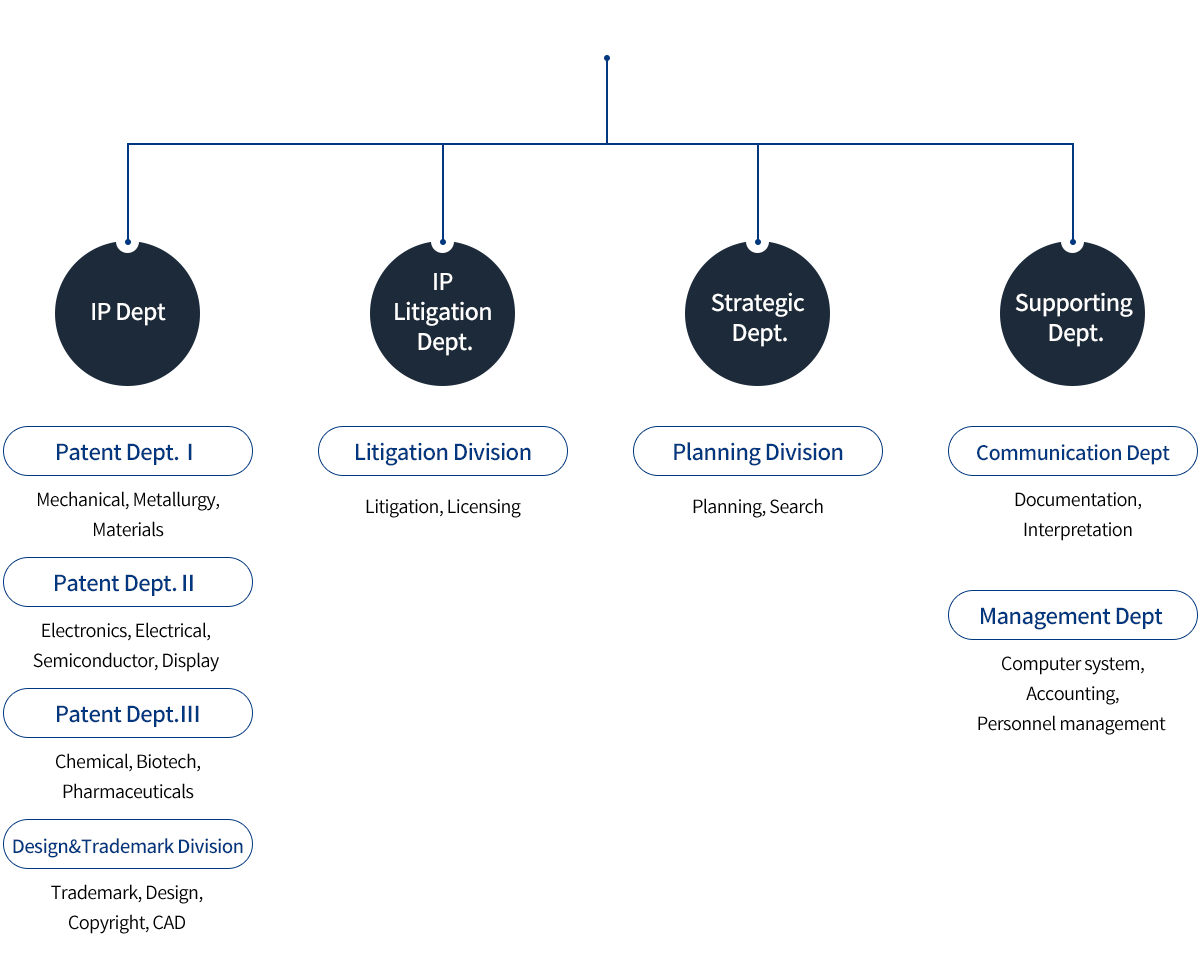 IP Dept
IP
Litigation
Dept.
Strategic
Dept.
Supporting
Dept.
Patent Dept. I
Mechanical, Metallurgy,
Materials
Patent Dept. II
Electronics, Electrical,
Semiconductor, Display
Patent Dept.III
Chemical, Biotech,
Pharmaceuticals
Design&Trademark Division
Trademark, Design,
Copyright, CAD
Litigation Division
Litigation, Licensing
Planning Division
Planning, Search
Communication Dept
Documentation,
Interpretation
Management Dept
Computer system,
Accounting,
Personnel management